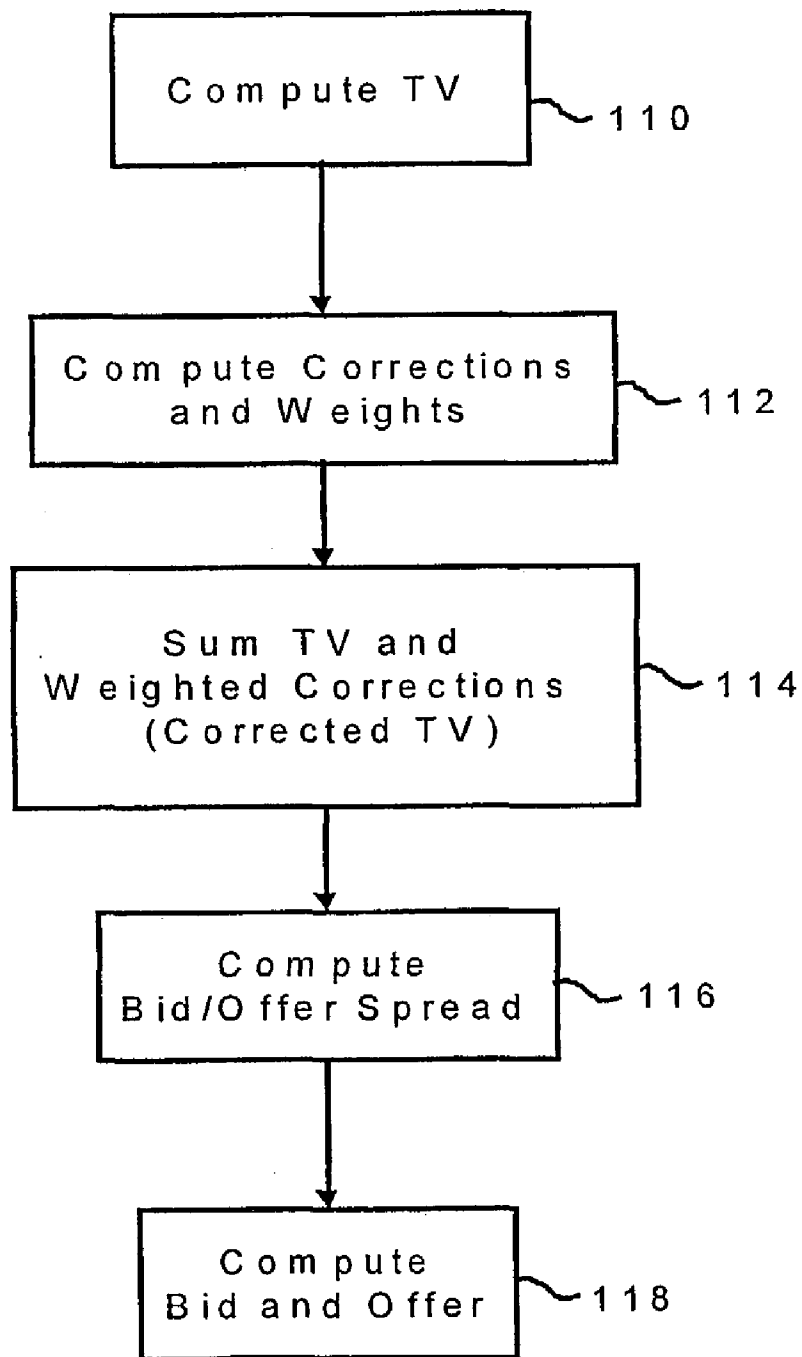 Compute TV
110
Compute Corrections
and Weights
112
Sum TV and
Weighted Corrections
(Corrected TV)
114
Compute
Bid/Offer Spread
116
Compute
Bid and Offer
118